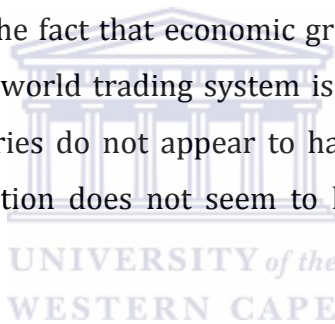 he fact that economic gr
world trading system is
ries do not appear to ha
tion does not seem to
UNIVERSITY of the
WESTERN CAPE